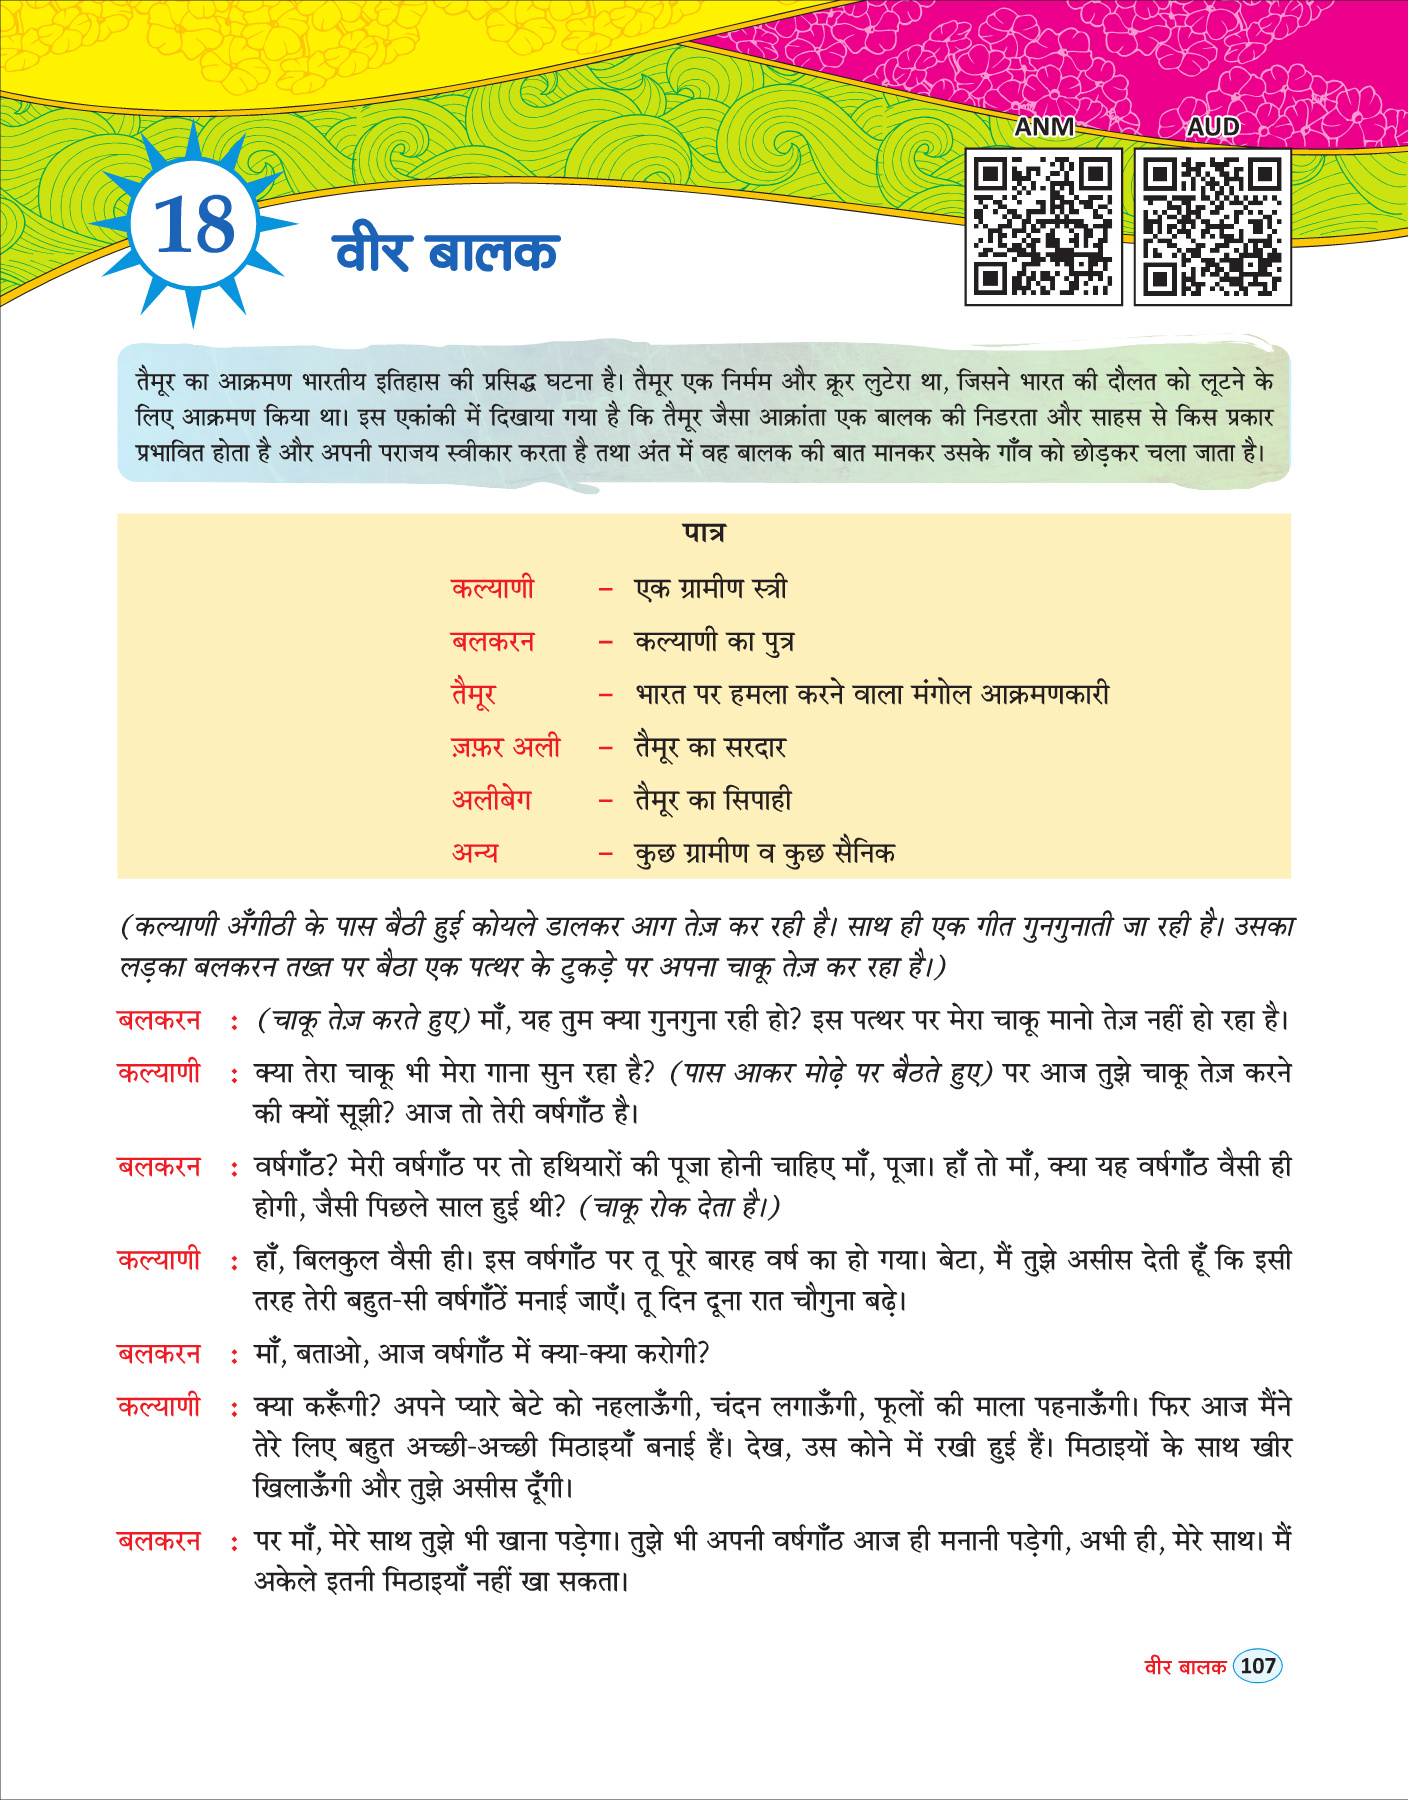 ANM AUD
18 वीर बालक
तैमूर का आक्रमण भारतीय इतिहास की प्रसिद्ध घटना है। तैमूर एक निर्मम और क्रूर लुटेरा था, जिसने भारत की दौलत को लूटने के
लिए आक्रमण किया था। इस एकांकी में दिखाया गया है कि तैमूर जैसा आक्रांता एक बालक की निडरता और साहस से किस प्रकार
प्रभावित होता है और अपनी पराजय स्वीकार करता है तथा अंत में वह बालक की बात मानकर उसके गाँव को छोड़कर चला जाता है।
पात्र
कल्याणी – एक ग्रामीण स्त्री
बलकरन – कल्याणी का पुत्र
तैमूर – भारत पर हमला करने वाला मंगोल आक्रमणकारी
ज़फ़र अली – तैमूर का सरदार
अलीबेग – तैमूर का सिपाही
अन्य – कुछ ग्रामीण व कुछ सैनिक
(कल्याणी अँगीठी के पास बैठी हुई कोयले डालकर आग तेज़ कर रही है। साथ ही एक गीत गुनगुनाती जा रही है। उसका
लड़का बलकरन तख्त पर बैठा एक पत्थर के टुकड़े पर अपना चाकू तेज़ कर रहा है।)
बलकरन : (चाकू तेज़ करते हुए) माँ, यह तुम क्या गुनगुना रही हो? इस पत्थर पर मेरा चाकू मानो तेज़ नहीं हो रहा है।
कल्याणी : क्या तेरा चाकू भी मेरा गाना सुन रहा है? (पास आकर मोढ़े पर बैठते हुए) पर आज तुझे चाकू तेज़ करने
की क्यों सूझी? आज तो तेरी वर्षगाँठ है।
बलकरन : वर्षगाँठ? मेरी वर्षगाँठ पर तो हथियारों की पूजा होनी चाहिए माँ, पूजा। हाँ तो माँ, क्या यह वर्षगाँठ वैसी ही
होगी, जैसी पिछले साल हुई थी? (चाकू रोक देता है।)
कल्याणी : हाँ, बिलकुल वैसी ही। इस वर्षगाँठ पर तू पूरे बारह वर्ष का हो गया। बेटा, मैं तुझे असीस देती हूँ कि इसी
तरह तेरी बहुत-सी वर्षगाँठें मनाई जाएँ। तू दिन दूना रात चौगुना बढ़े।
बलकरन : माँ, बताओ, आज वर्षगाँठ में क्या-क्या करोगी?
कल्याणी : क्या करूँगी? अपने प्यारे बेटे को नहलाऊँगी, चंदन लगाऊँगी, फूलों की माला पहनाऊँगी। फिर आज मैंने
तेरे लिए बहुत अच्छी-अच्छी मिठाइयाँ बनाई हैं। देख, उस कोने में रखी हुई हैं। मिठाइयों के साथ खीर
खिलाऊँगी और तुझे असीस दूँगी।
बलकरन : पर माँ, मेरे साथ तुझे भी खाना पड़ेगा। तुझे भी अपनी वर्षगाँठ आज ही मनानी पड़ेगी, अभी ही, मेरे साथ। मैं
अकेले इतनी मिठाइयाँ नहीं खा सकता।
वीर बालक 107